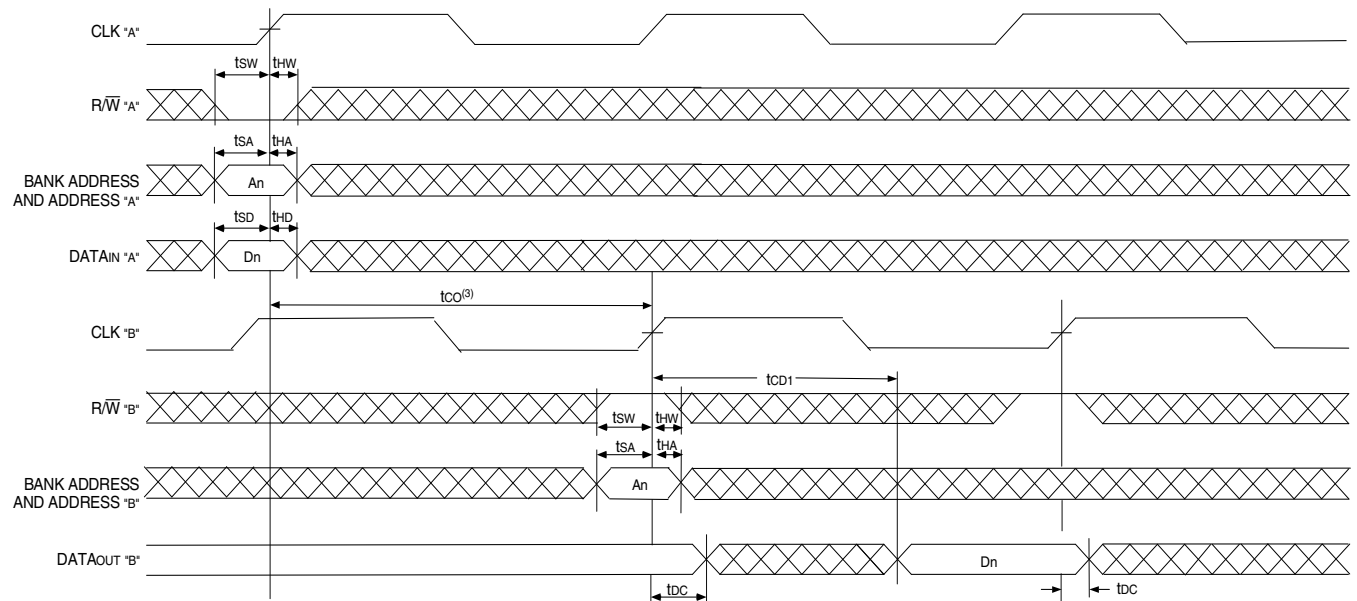 CLK "A"
tSW tHW
R/W̅ "A"
tSA tHA
BANK ADDRESS
AND ADDRESS "A"
An
tSD tHD
DATAIN "A"
Dn
tCO(3)
CLK "B"
tCD1
R/W̅ "B"
tSW tHW
tSA tHA
BANK ADDRESS
AND ADDRESS "B"
An
DATAOUT "B"
Dn
tDC
tDC